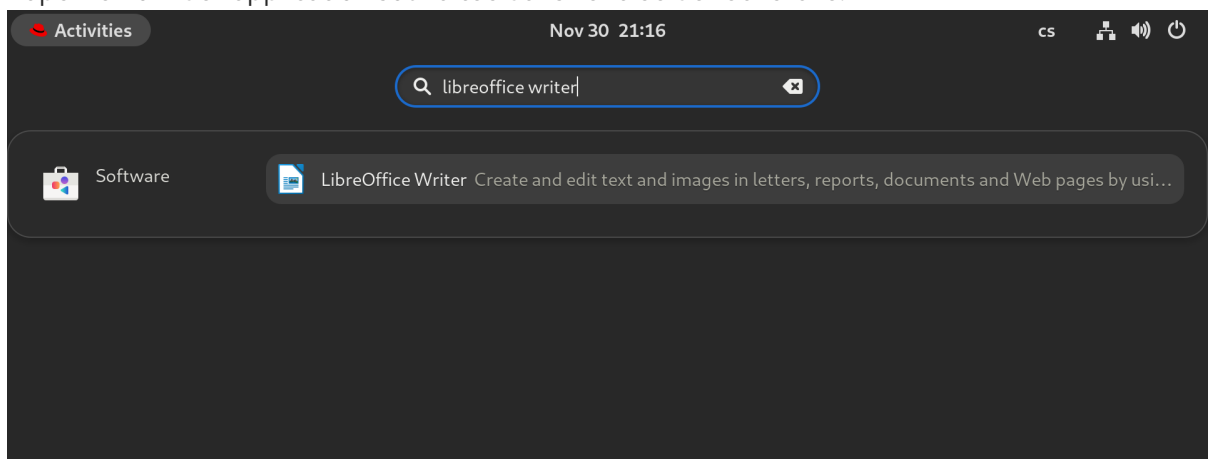 Activities
Nov 30 21:16
cs
libreoffice writer
Software
LibreOffice Writer Create and edit text and images in letters, reports, documents and Web pages by usi...